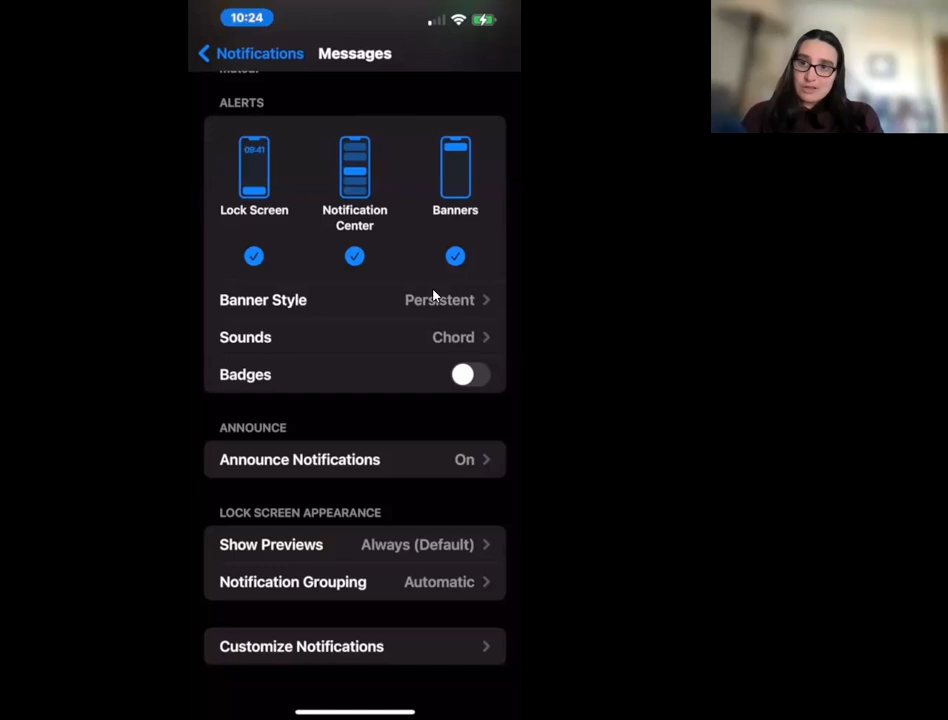 10:24
Notifications
Messages
ALERTS
09:41
Lock Screen
Notification
Center
Banners
Banner Style
Persistent
Sounds
Chord
Badges
ANNOUNCE
Announce Notifications
On
LOCK SCREEN APPEARANCE
Show Previews
Always (Default)
Notification Grouping
Automatic
Customize Notifications